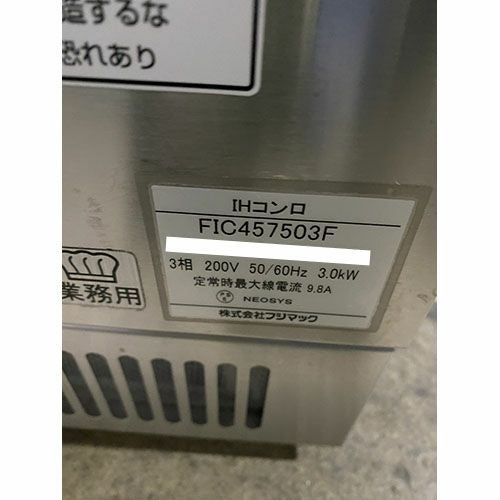 造するな
恐れあり
IHコンロ
FIC457503F
3相 200V 50/60Hz 3.0kW
定常時最大線電流 9.8A
NEOSYS
株式会社フジマック
業務用